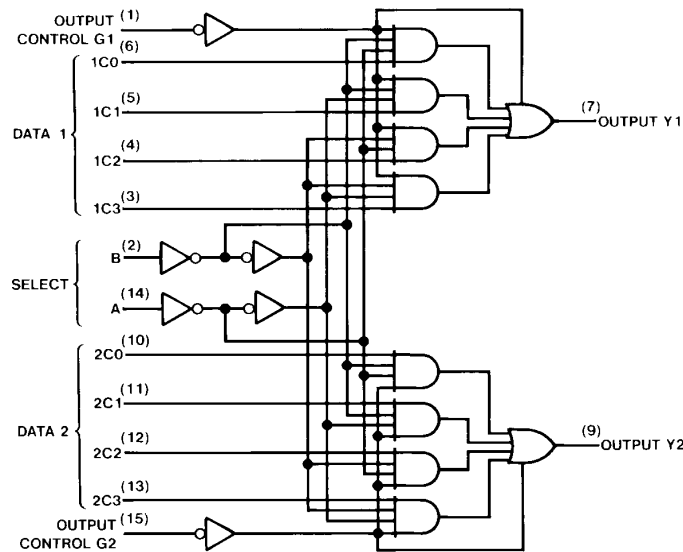 OUTPUT (1)
CONTROL G1
(6)
1C0
(5)
1C1
DATA 1
(4)
1C2
(3)
1C3
(7)
OUTPUT Y1
(2)
B
SELECT
(14)
A
(10)
2C0
(11)
2C1
DATA 2
(12)
2C2
(13)
2C3
OUTPUT (15)
CONTROL G2
(9)
OUTPUT Y2